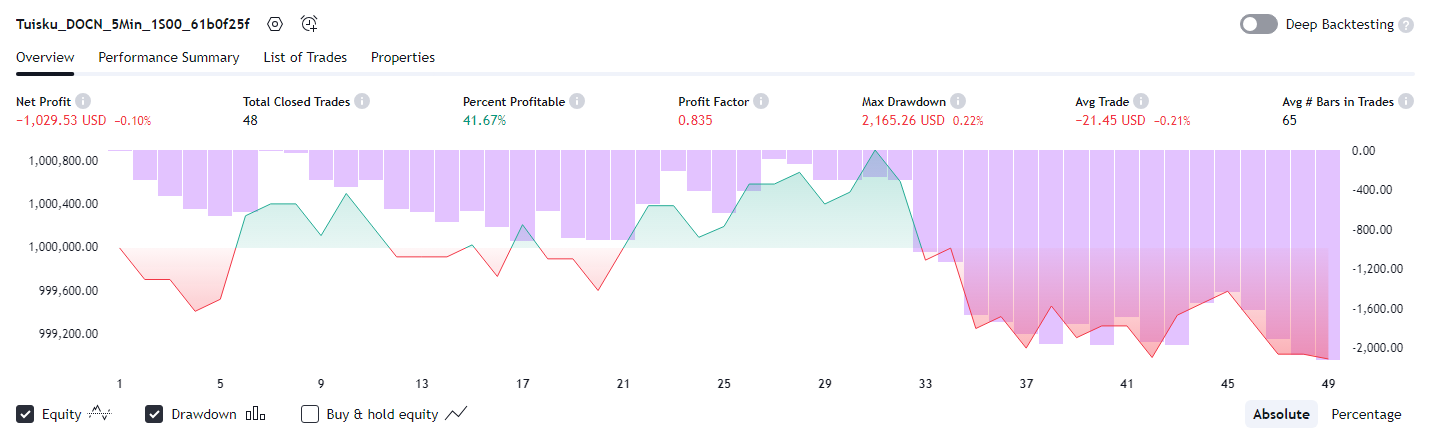 Tuisku_DOCN_5Min_1S00_61b0f25f
Deep Backtesting ?
Overview Performance Summary List of Trades Properties
Net Profit i Total Closed Trades i Percent Profitable i Profit Factor i Max Drawdown i Avg Trade i Avg # Bars in Trades i
−1,029.53 USD −0.10% 48 41.67% 0.835 2,165.26 USD 0.22% −21.45 USD −0.21% 65
1,000,800.00 0.00
1,000,400.00 -400.00
1,000,000.00 -800.00
999,600.00 -1,200.00
999,200.00 -1,600.00
-2,000.00
1 5 9 13 17 21 25 29 33 37 41 45 49
Equity Drawdown Buy & hold equity Absolute Percentage